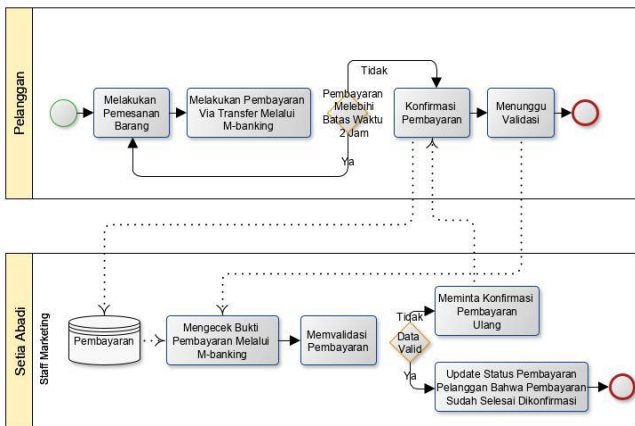 Pelanggan
Melakukan
Pemesanan
Barang
Melakukan Pembayaran
Via Transfer Melalui
M-banking
Pembayaran
Melebihi
Batas Waktu
2 Jam
Tidak
Ya
Konfirmasi
Pembayaran
Menunggu
Validasi
Setia Abadi
Staff Marketing
Pembayaran
Mengecek Bukti
Pembayaran Melalui
M-banking
Memvalidasi
Pembayaran
Data
Valid
Tidak
Ya
Meminta Konfirmasi
Pembayaran
Ulang
Update Status Pembayaran
Pelanggan Bahwa Pembayaran
Sudah Selesai Dikonfirmasi